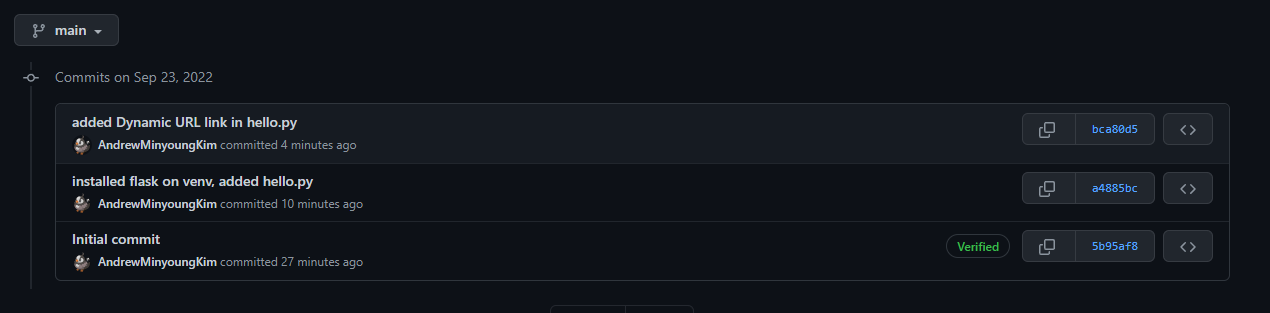 main
Commits on Sep 23, 2022
added Dynamic URL link in hello.py
bca80d5
AndrewMinyoungKim committed 4 minutes ago
installed flask on venv, added hello.py
a4885bc
AndrewMinyoungKim committed 10 minutes ago
Initial commit
Verified
5b95af8
AndrewMinyoungKim committed 27 minutes ago